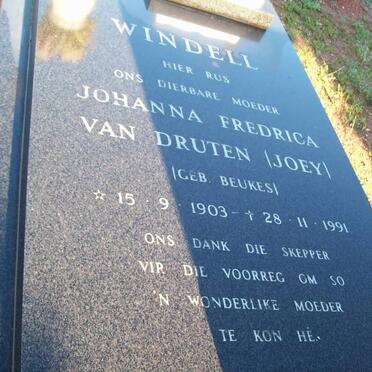 WINDELL
HIER RUS
ONS DIERBARE MOEDER
JOHANNA FREDRICA
VAN DRUTEN (JOEY)
(GEB. BEUKES)
☆ 15 · 9 · 1903 - † 28 · 11 · 1991
ONS DANK DIE SKEPPER
VIR DIE VOORREG OM SO
'N WONDERLIKE MOEDER
TE KON HÊ.